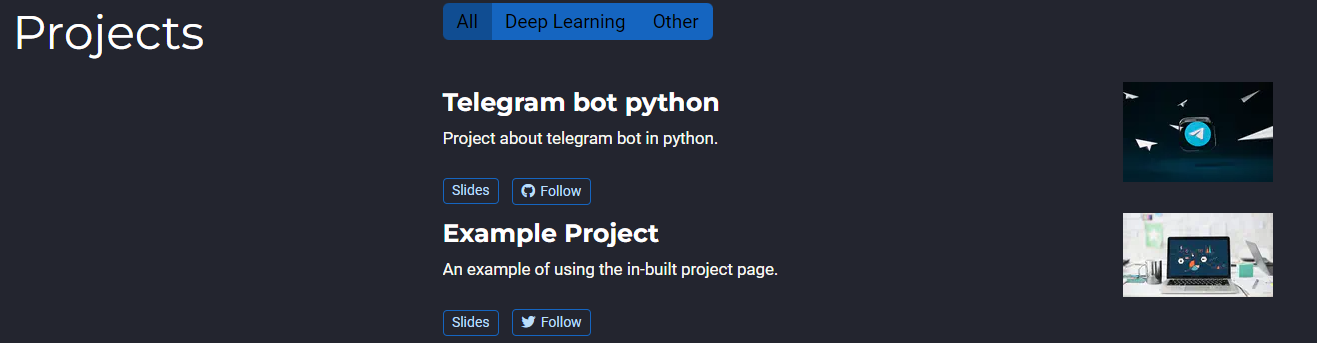 Projects
All Deep Learning Other
Telegram bot python
Project about telegram bot in python.
Slides Follow
Example Project
An example of using the in-built project page.
Slides Follow